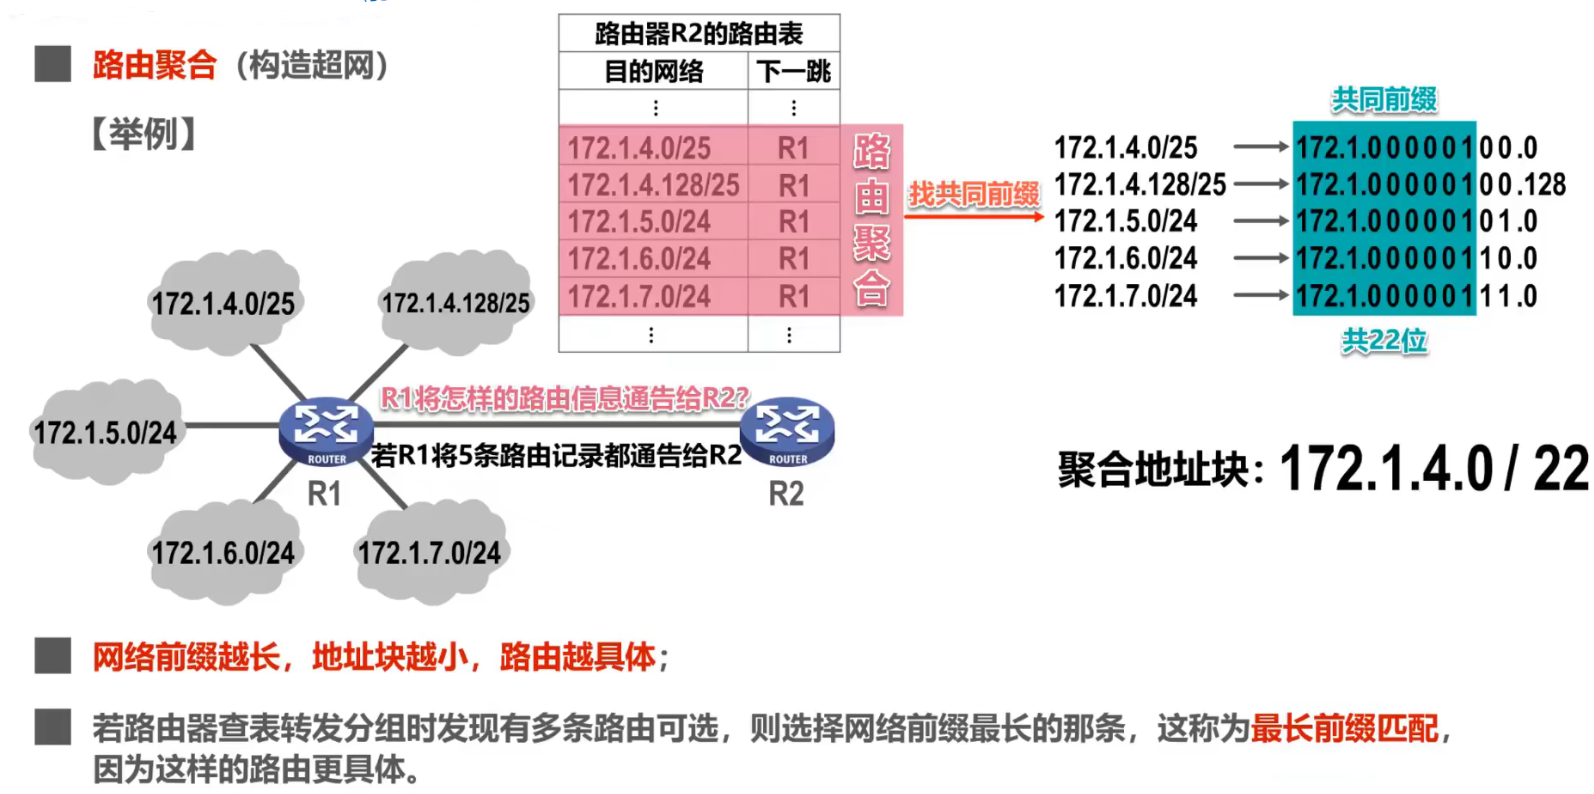 路由聚合（构造超网）
【举例】
路由器R2的路由表
目的网络 下一跳
⋮ ⋮
172.1.4.0/25 R1
172.1.4.128/25 R1
172.1.5.0/24 R1
172.1.6.0/24 R1
172.1.7.0/24 R1
⋮ ⋮
路由聚合
找共同前缀
共同前缀
172.1.4.0/25 172.1.00000100.0
172.1.4.128/25 172.1.00000100.128
172.1.5.0/24 172.1.00000101.0
172.1.6.0/24 172.1.00000110.0
172.1.7.0/24 172.1.00000111.0
共22位
172.1.4.0/25
172.1.4.128/25
172.1.5.0/24
172.1.6.0/24
172.1.7.0/24
R1将怎样的路由信息通告给R2?
若R1将5条路由记录都通告给R2
ROUTER
R1
ROUTER
R2
聚合地址块：172.1.4.0 / 22
网络前缀越长，地址块越小，路由越具体；
若路由器查表转发分组时发现有多条路由可选，则选择网络前缀最长的那条，这称为最长前缀匹配，
因为这样的路由更具体。